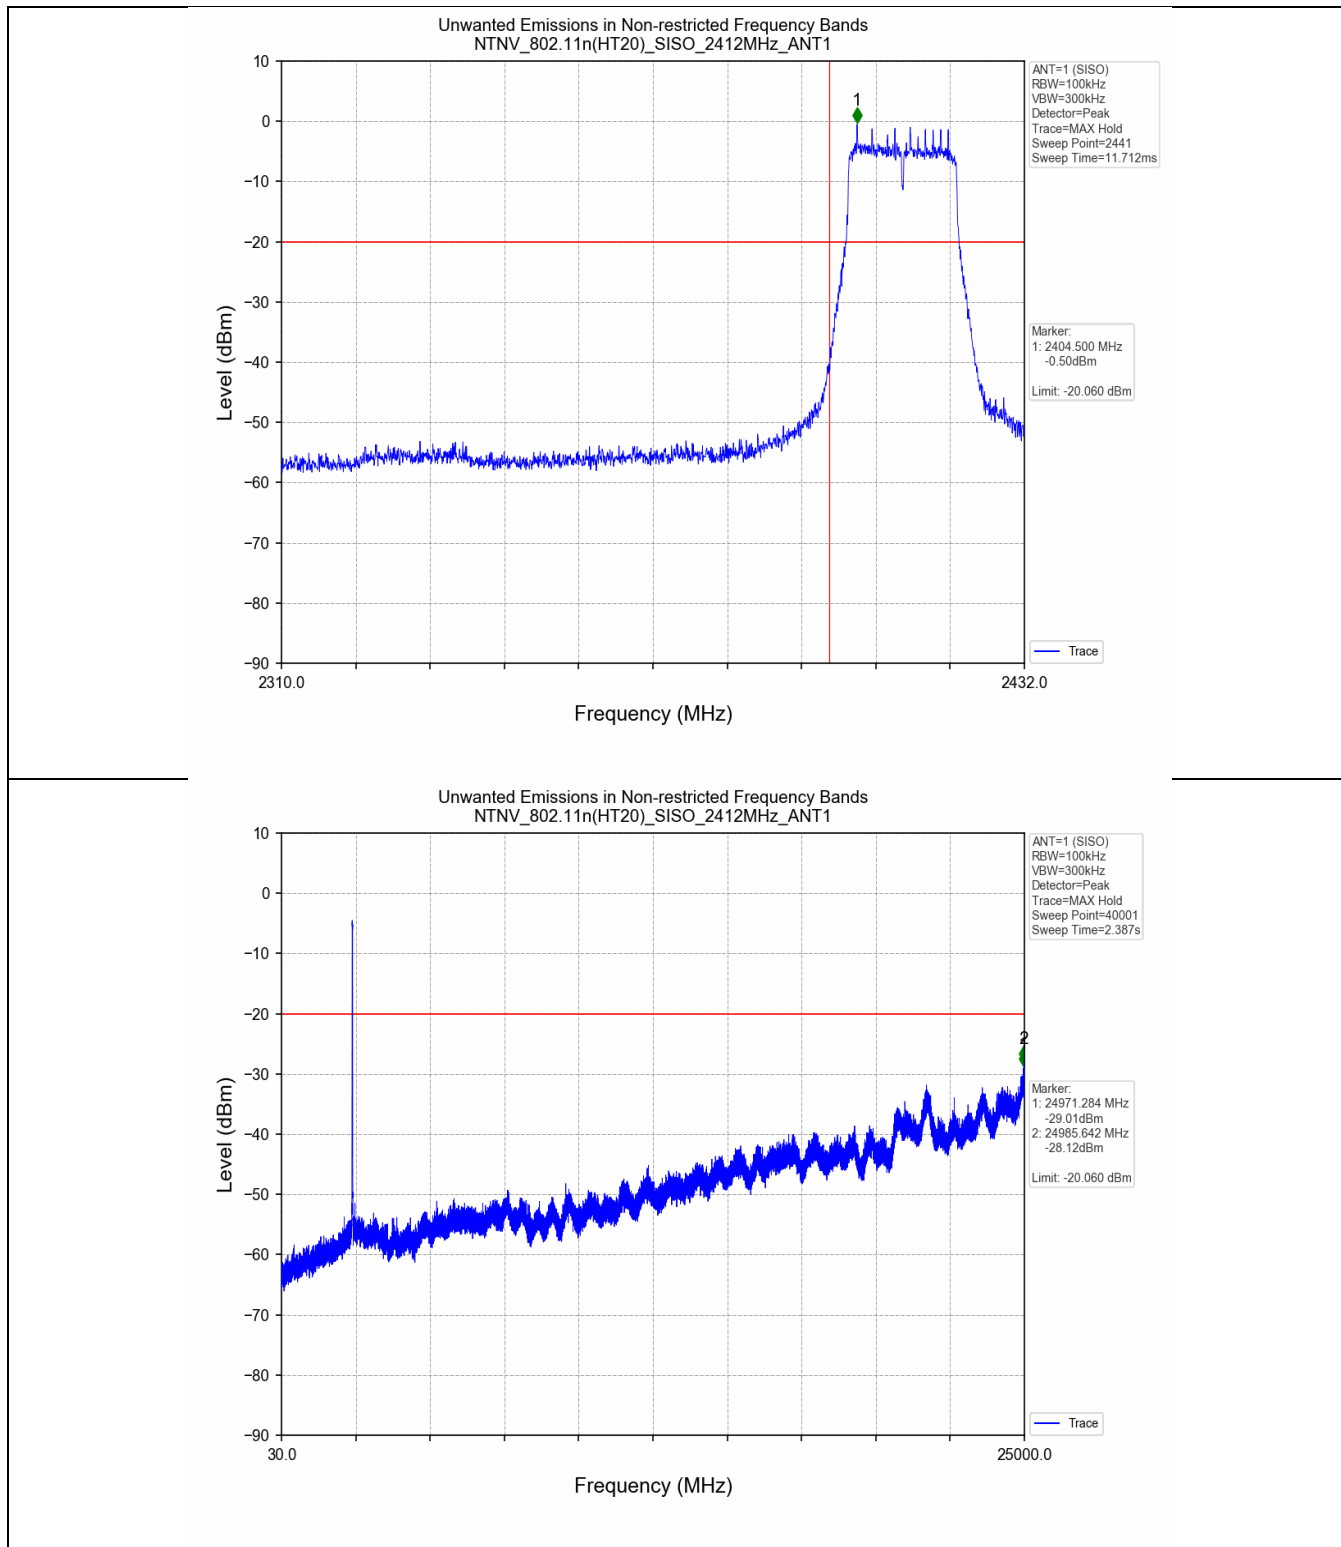 Unwanted Emissions in Non-restricted Frequency Bands
NTNV_802.11n(HT20)_SISO_2412MHz_ANT1
10
0
−10
−20
−30
−40
−50
−60
−70
−80
−90
Level (dBm)
2310.0
2432.0
Frequency (MHz)
1
ANT=1 (SISO)
RBW=100kHz
VBW=300kHz
Detector=Peak
Trace=MAX Hold
Sweep Point=2441
Sweep Time=11.712ms
Marker:
1: 2404.500 MHz
-0.50dBm
Limit: -20.060 dBm
Trace
Unwanted Emissions in Non-restricted Frequency Bands
NTNV_802.11n(HT20)_SISO_2412MHz_ANT1
10
0
−10
−20
−30
−40
−50
−60
−70
−80
−90
Level (dBm)
30.0
25000.0
Frequency (MHz)
2
ANT=1 (SISO)
RBW=100kHz
VBW=300kHz
Detector=Peak
Trace=MAX Hold
Sweep Point=40001
Sweep Time=2.387s
Marker:
1: 24971.284 MHz
-29.01dBm
2: 24985.642 MHz
-28.12dBm
Limit: -20.060 dBm
Trace